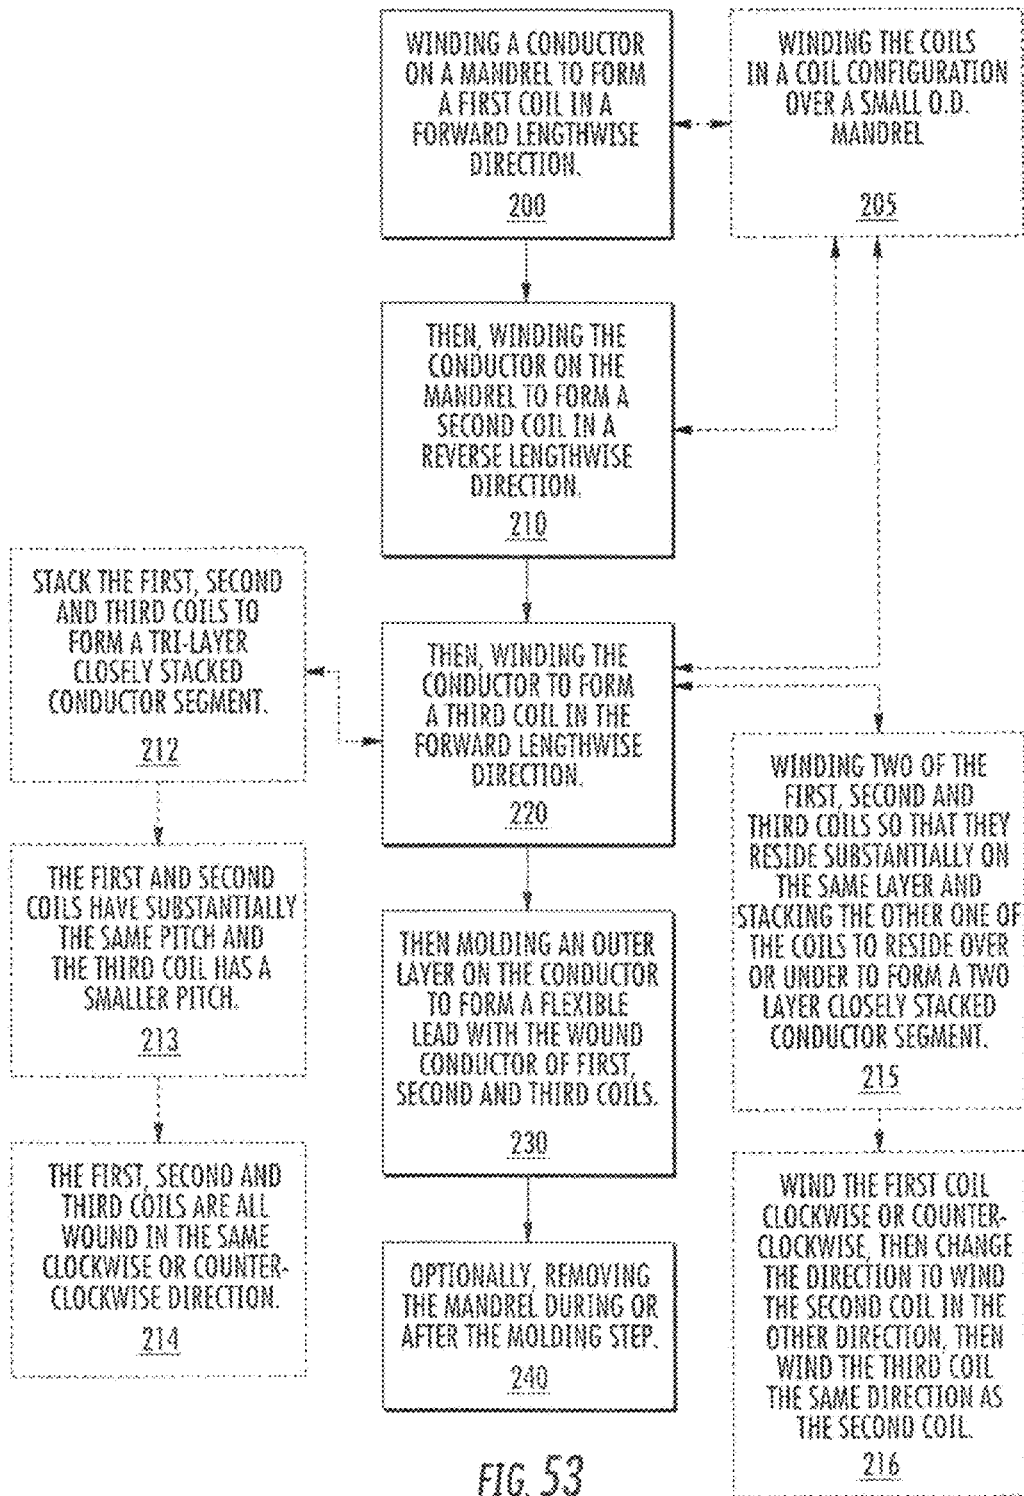 WINDING A CONDUCTOR
ON A MANDREL TO FORM
A FIRST COIL IN A
FORWARD LENGTHWISE
DIRECTION.
200
WINDING THE COILS
IN A COIL CONFIGURATION
OVER A SMALL O.D.
MANDREL
205
THEN, WINDING THE
CONDUCTOR ON THE
MANDREL TO FORM A
SECOND COIL IN A
REVERSE LENGTHWISE
DIRECTION.
210
STACK THE FIRST, SECOND
AND THIRD COILS TO
FORM A TRI-LAYER
CLOSELY STACKED
CONDUCTOR SEGMENT.
212
THEN, WINDING THE
CONDUCTOR TO FORM
A THIRD COIL IN THE
FORWARD LENGTHWISE
DIRECTION.
220
WINDING TWO OF THE
FIRST, SECOND AND
THIRD COILS SO THAT THEY
RESIDE SUBSTANTIALLY ON
THE SAME LAYER AND
STACKING THE OTHER ONE OF
THE COILS TO RESIDE OVER
OR UNDER TO FORM A TWO
LAYER CLOSELY STACKED
CONDUCTOR SEGMENT.
215
THE FIRST AND SECOND
COILS HAVE SUBSTANTIALLY
THE SAME PITCH AND
THE THIRD COIL HAS A
SMALLER PITCH.
213
THEN MOLDING AN OUTER
LAYER ON THE CONDUCTOR
TO FORM A FLEXIBLE
LEAD WITH THE WOUND
CONDUCTOR OF FIRST,
SECOND AND THIRD COILS.
230
THE FIRST, SECOND AND
THIRD COILS ARE ALL
WOUND IN THE SAME
CLOCKWISE OR COUNTER-
CLOCKWISE DIRECTION.
214
WIND THE FIRST COIL
CLOCKWISE OR COUNTER-
CLOCKWISE, THEN CHANGE
THE DIRECTION TO WIND
THE SECOND COIL IN THE
OTHER DIRECTION, THEN
WIND THE THIRD COIL
THE SAME DIRECTION AS
THE SECOND COIL.
216
OPTIONALLY, REMOVING
THE MANDREL DURING OR
AFTER THE MOLDING STEP.
240
FIG. 53